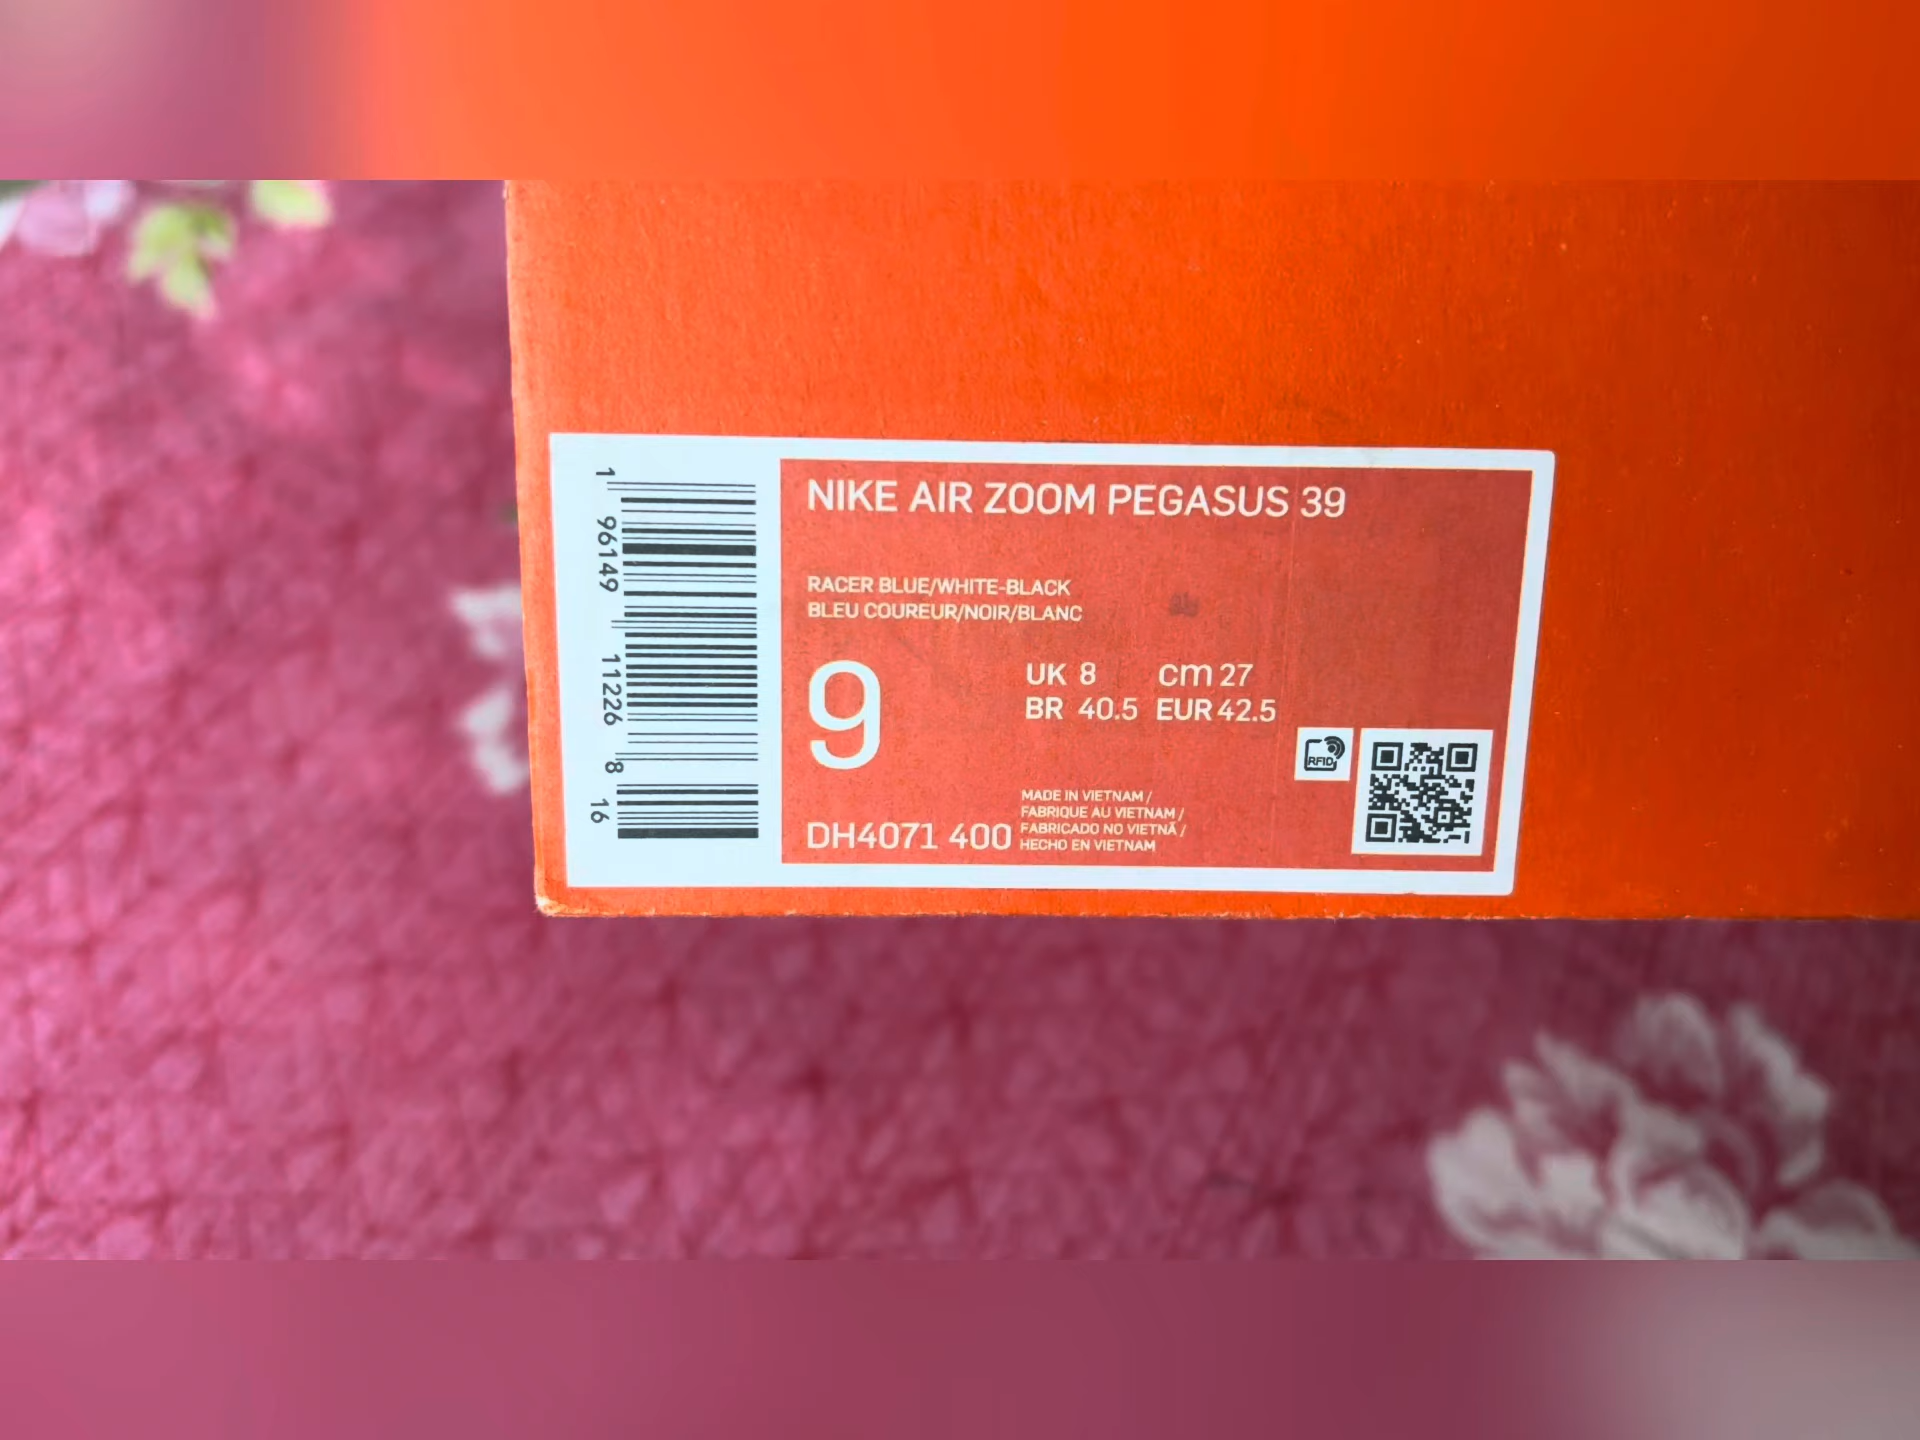 NIKE AIR ZOOM PEGASUS 39
RACER BLUE/WHITE-BLACK
BLEU COUREUR/NOIR/BLANC
9
UK 8 cm 27
BR 40.5 EUR 42.5
MADE IN VIETNAM /
FABRIQUE AU VIETNAM /
FABRICADO NO VIETNÃ /
HECHO EN VIETNAM
DH4071 400
RFID
1 96149 11226 8 16